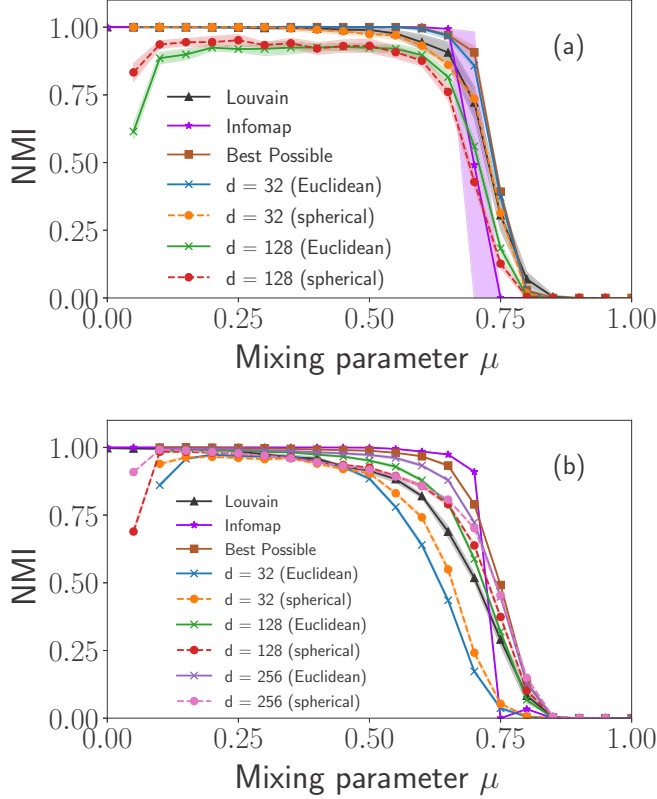 1.00
(a)
0.75
Louvain
Infomap
NMI
Best Possible
0.50
d = 32 (Euclidean)
d = 32 (spherical)
0.25
d = 128 (Euclidean)
d = 128 (spherical)
0.00
0.00 0.25 0.50 0.75 1.00
Mixing parameter μ
1.00
(b)
0.75
Louvain
Infomap
NMI
Best Possible
0.50
d = 32 (Euclidean)
d = 32 (spherical)
d = 128 (Euclidean)
0.25
d = 128 (spherical)
d = 256 (Euclidean)
d = 256 (spherical)
0.00
0.00 0.25 0.50 0.75 1.00
Mixing parameter μ